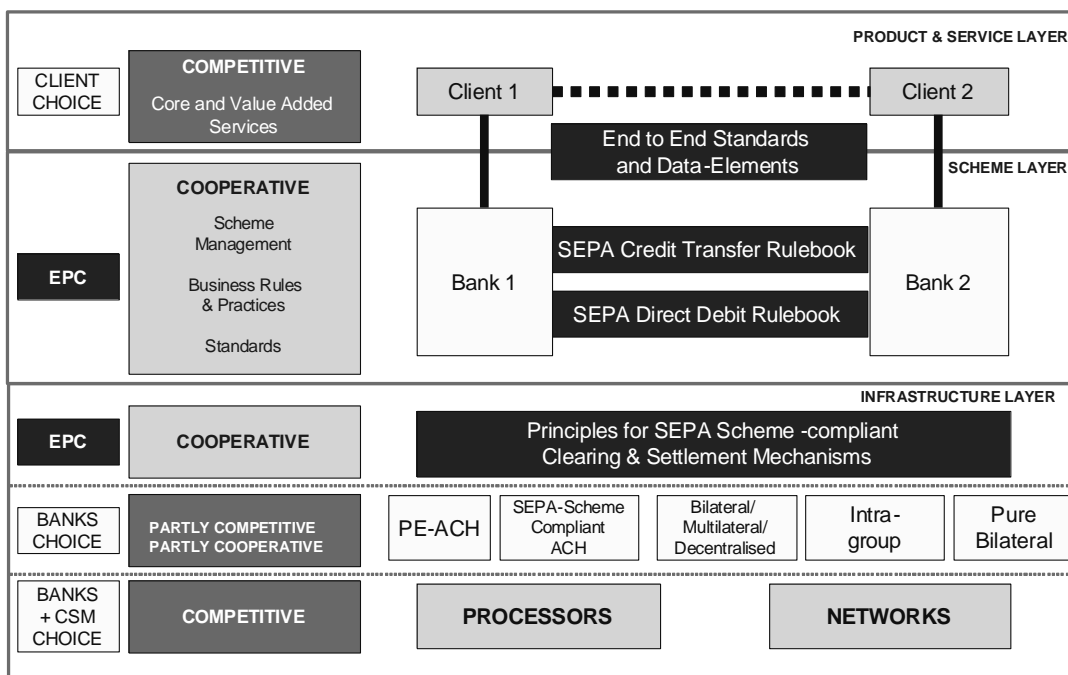 PRODUCT & SERVICE LAYER
CLIENT
CHOICE
COMPETITIVE
Core and Value Added
Services
Client 1
Client 2
End to End Standards
and Data-Elements
SCHEME LAYER
EPC
COOPERATIVE
Scheme
Management
Business Rules
& Practices
Standards
Bank 1
SEPA Credit Transfer Rulebook
SEPA Direct Debit Rulebook
Bank 2
INFRASTRUCTURE LAYER
EPC
COOPERATIVE
Principles for SEPA Scheme -compliant
Clearing & Settlement Mechanisms
BANKS
CHOICE
PARTLY COMPETITIVE
PARTLY COOPERATIVE
PE-ACH
SEPA-Scheme
Compliant
ACH
Bilateral/
Multilateral/
Decentralised
Intra-
group
Pure
Bilateral
BANKS
+ CSM
CHOICE
COMPETITIVE
PROCESSORS
NETWORKS